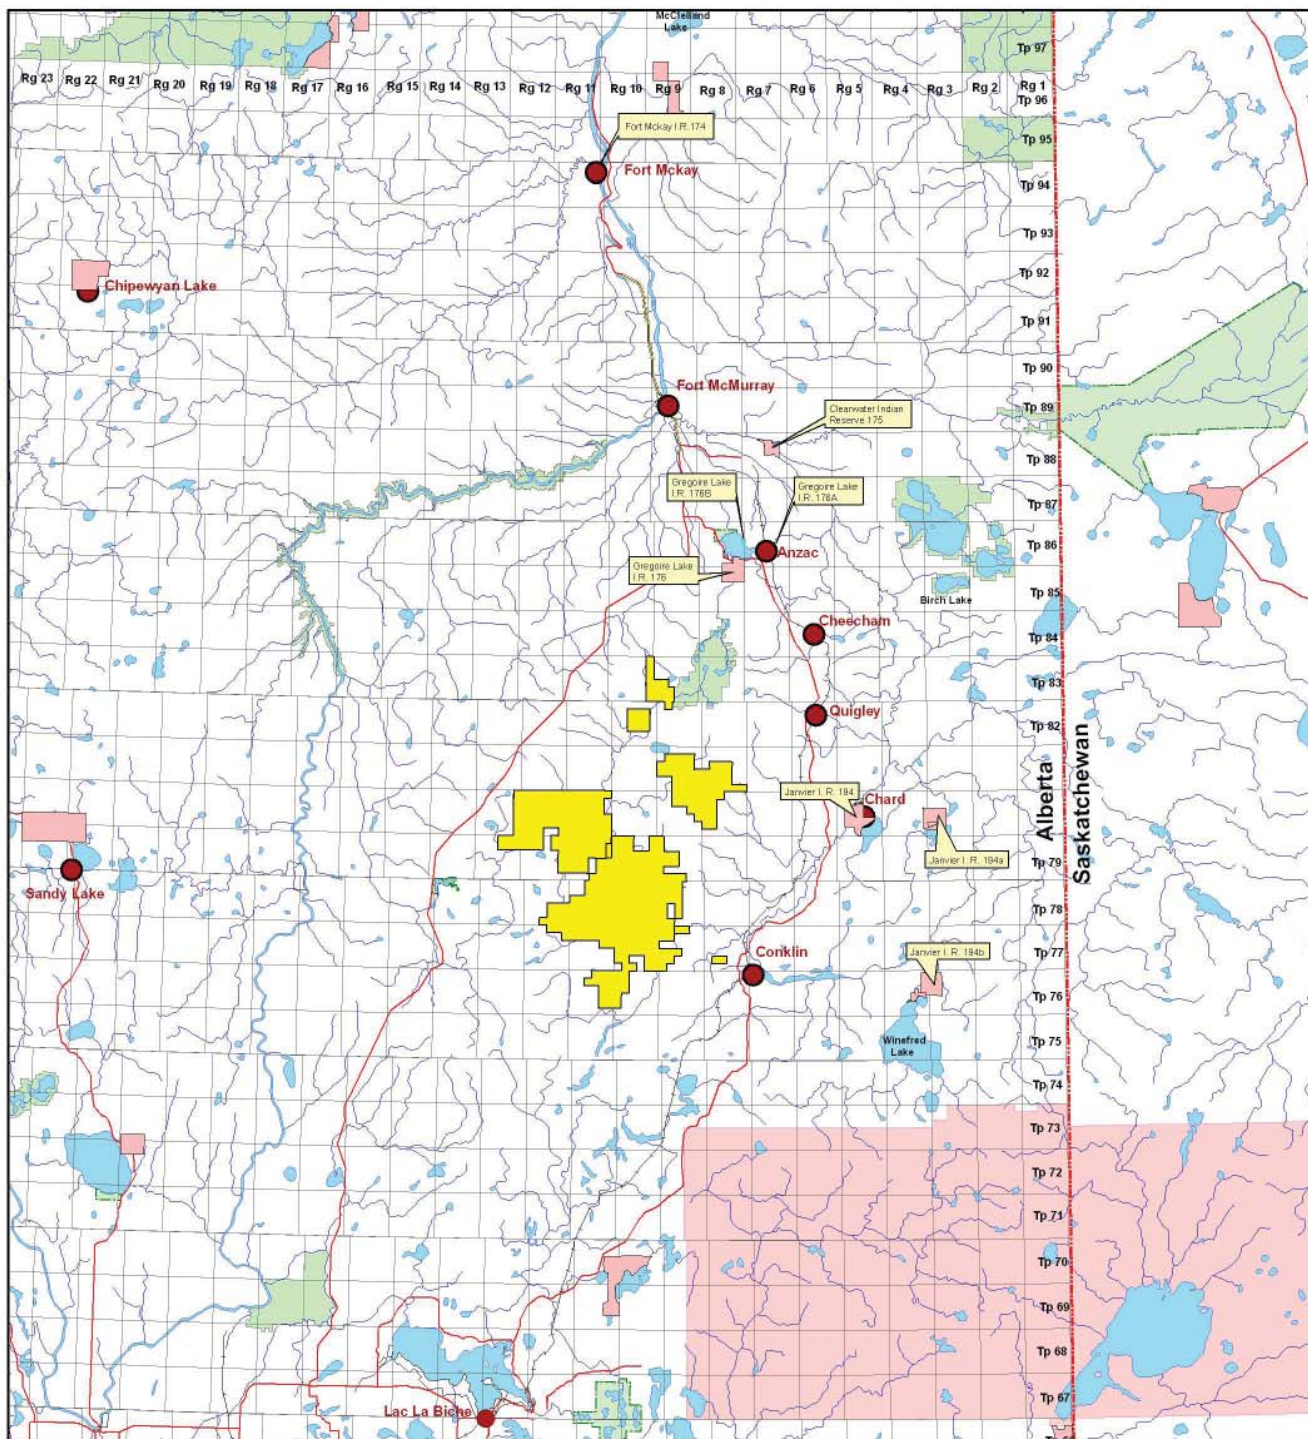 McClelland
Lake
Tp 97
Rg 23
Rg 22
Rg 21
Rg 20
Rg 19
Rg 18
Rg 17
Rg 16
Rg 15
Rg 14
Rg 13
Rg 12
Rg 11
Rg 10
Rg 9
Rg 8
Rg 7
Rg 6
Rg 5
Rg 4
Rg 3
Rg 2
Rg 1
Tp 96
Fort Mckay I.R. 174
Tp 95
Fort Mckay
Tp 94
Tp 93
Tp 92
Chipewyan Lake
Tp 91
Tp 90
Fort McMurray
Tp 89
Clearwater Indian
Reserve 175
Tp 88
Gregoire Lake
I.R. 176B
Gregoire Lake
I.R. 176A
Tp 87
Tp 86
Anzac
Gregoire Lake
I.R. 176
Tp 85
Birch Lake
Cheecham
Tp 84
Tp 83
Quigley
Tp 82
Alberta
Saskatchewan
Janvier I. R. 194
Chard
Janvier I. R. 194a
Tp 79
Sandy Lake
Tp 78
Conklin
Janvier I. R. 194b
Tp 77
Tp 76
Winefred
Lake
Tp 75
Tp 74
Tp 73
Tp 72
Tp 71
Tp 70
Tp 69
Tp 68
Tp 67
Lac La Biche